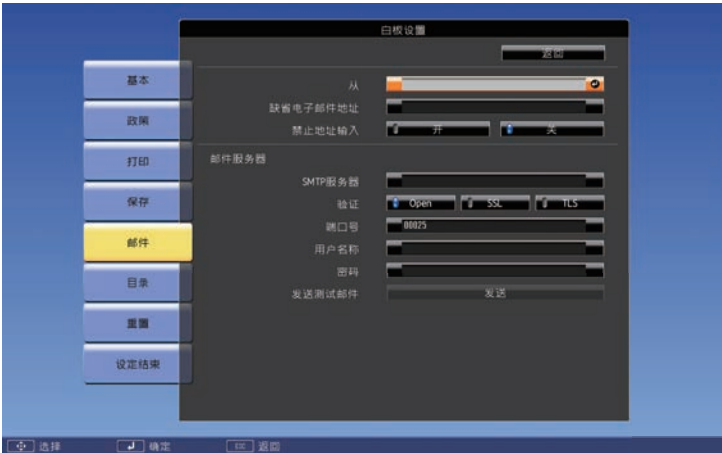 白板设置
返回
基本
政策
打印
保存
邮件
目录
重置
设定结束
从
缺省电子邮件地址
禁止地址输入 开 关
邮件服务器
SMTP服务器
验证 Open SSL TLS
端口号 00025
用户名称
密码
发送测试邮件 发送
选择 确定 ESC 返回